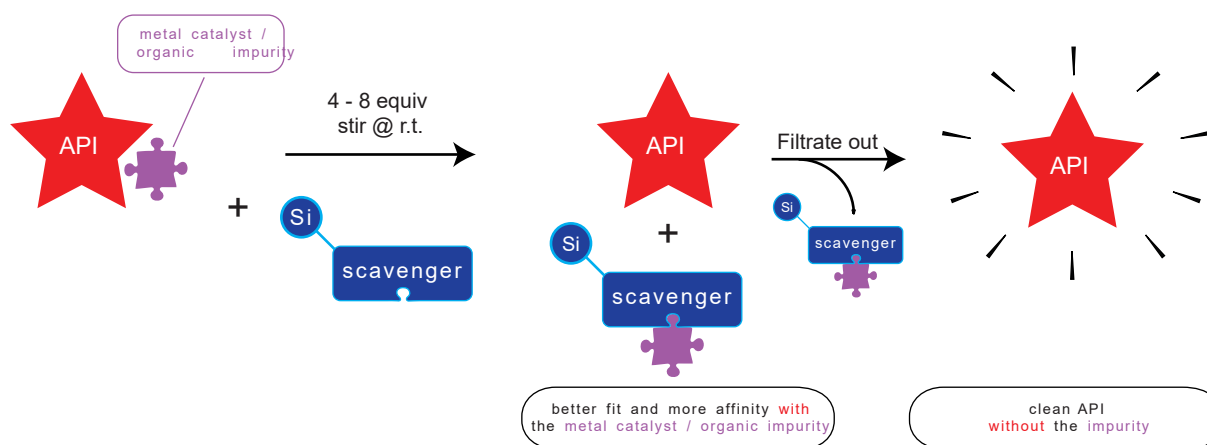 metal catalyst /
organic impurity
API
4 - 8 equiv
stir @ r.t.
+
Si
scavenger
API
+
Si
scavenger
better fit and more affinity with
the metal catalyst / organic impurity
Filtrate out
Si
scavenger
API
clean API
without the impurity